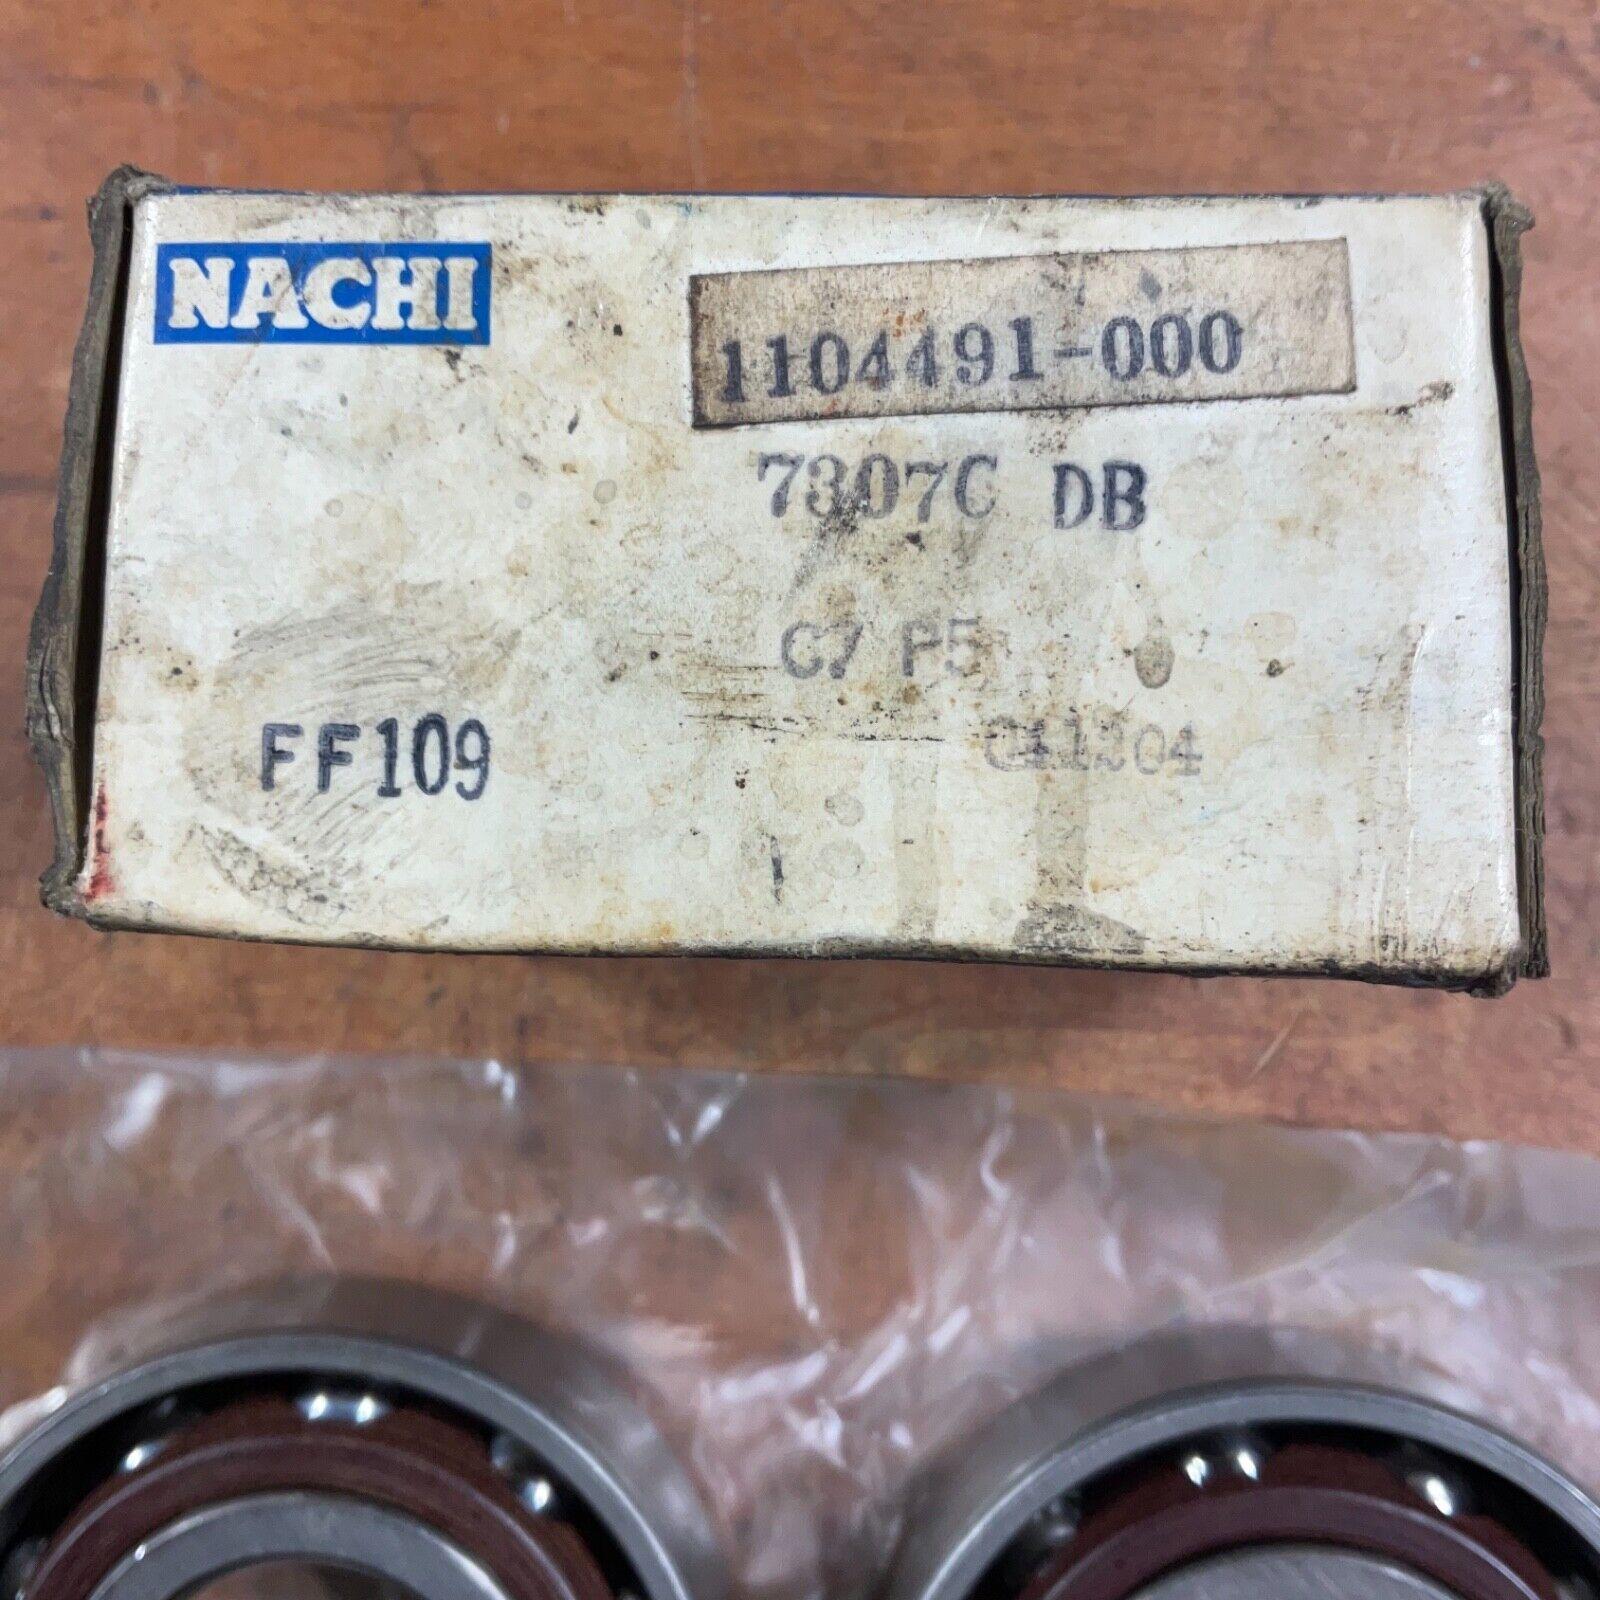 NACHI
1104491-000
7307C DB
C7 P5
FF109